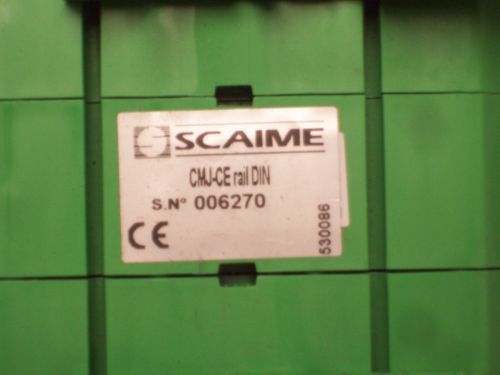 S SCAIME
CMJ-CE rail DIN
S.N° 006270
CE
530086